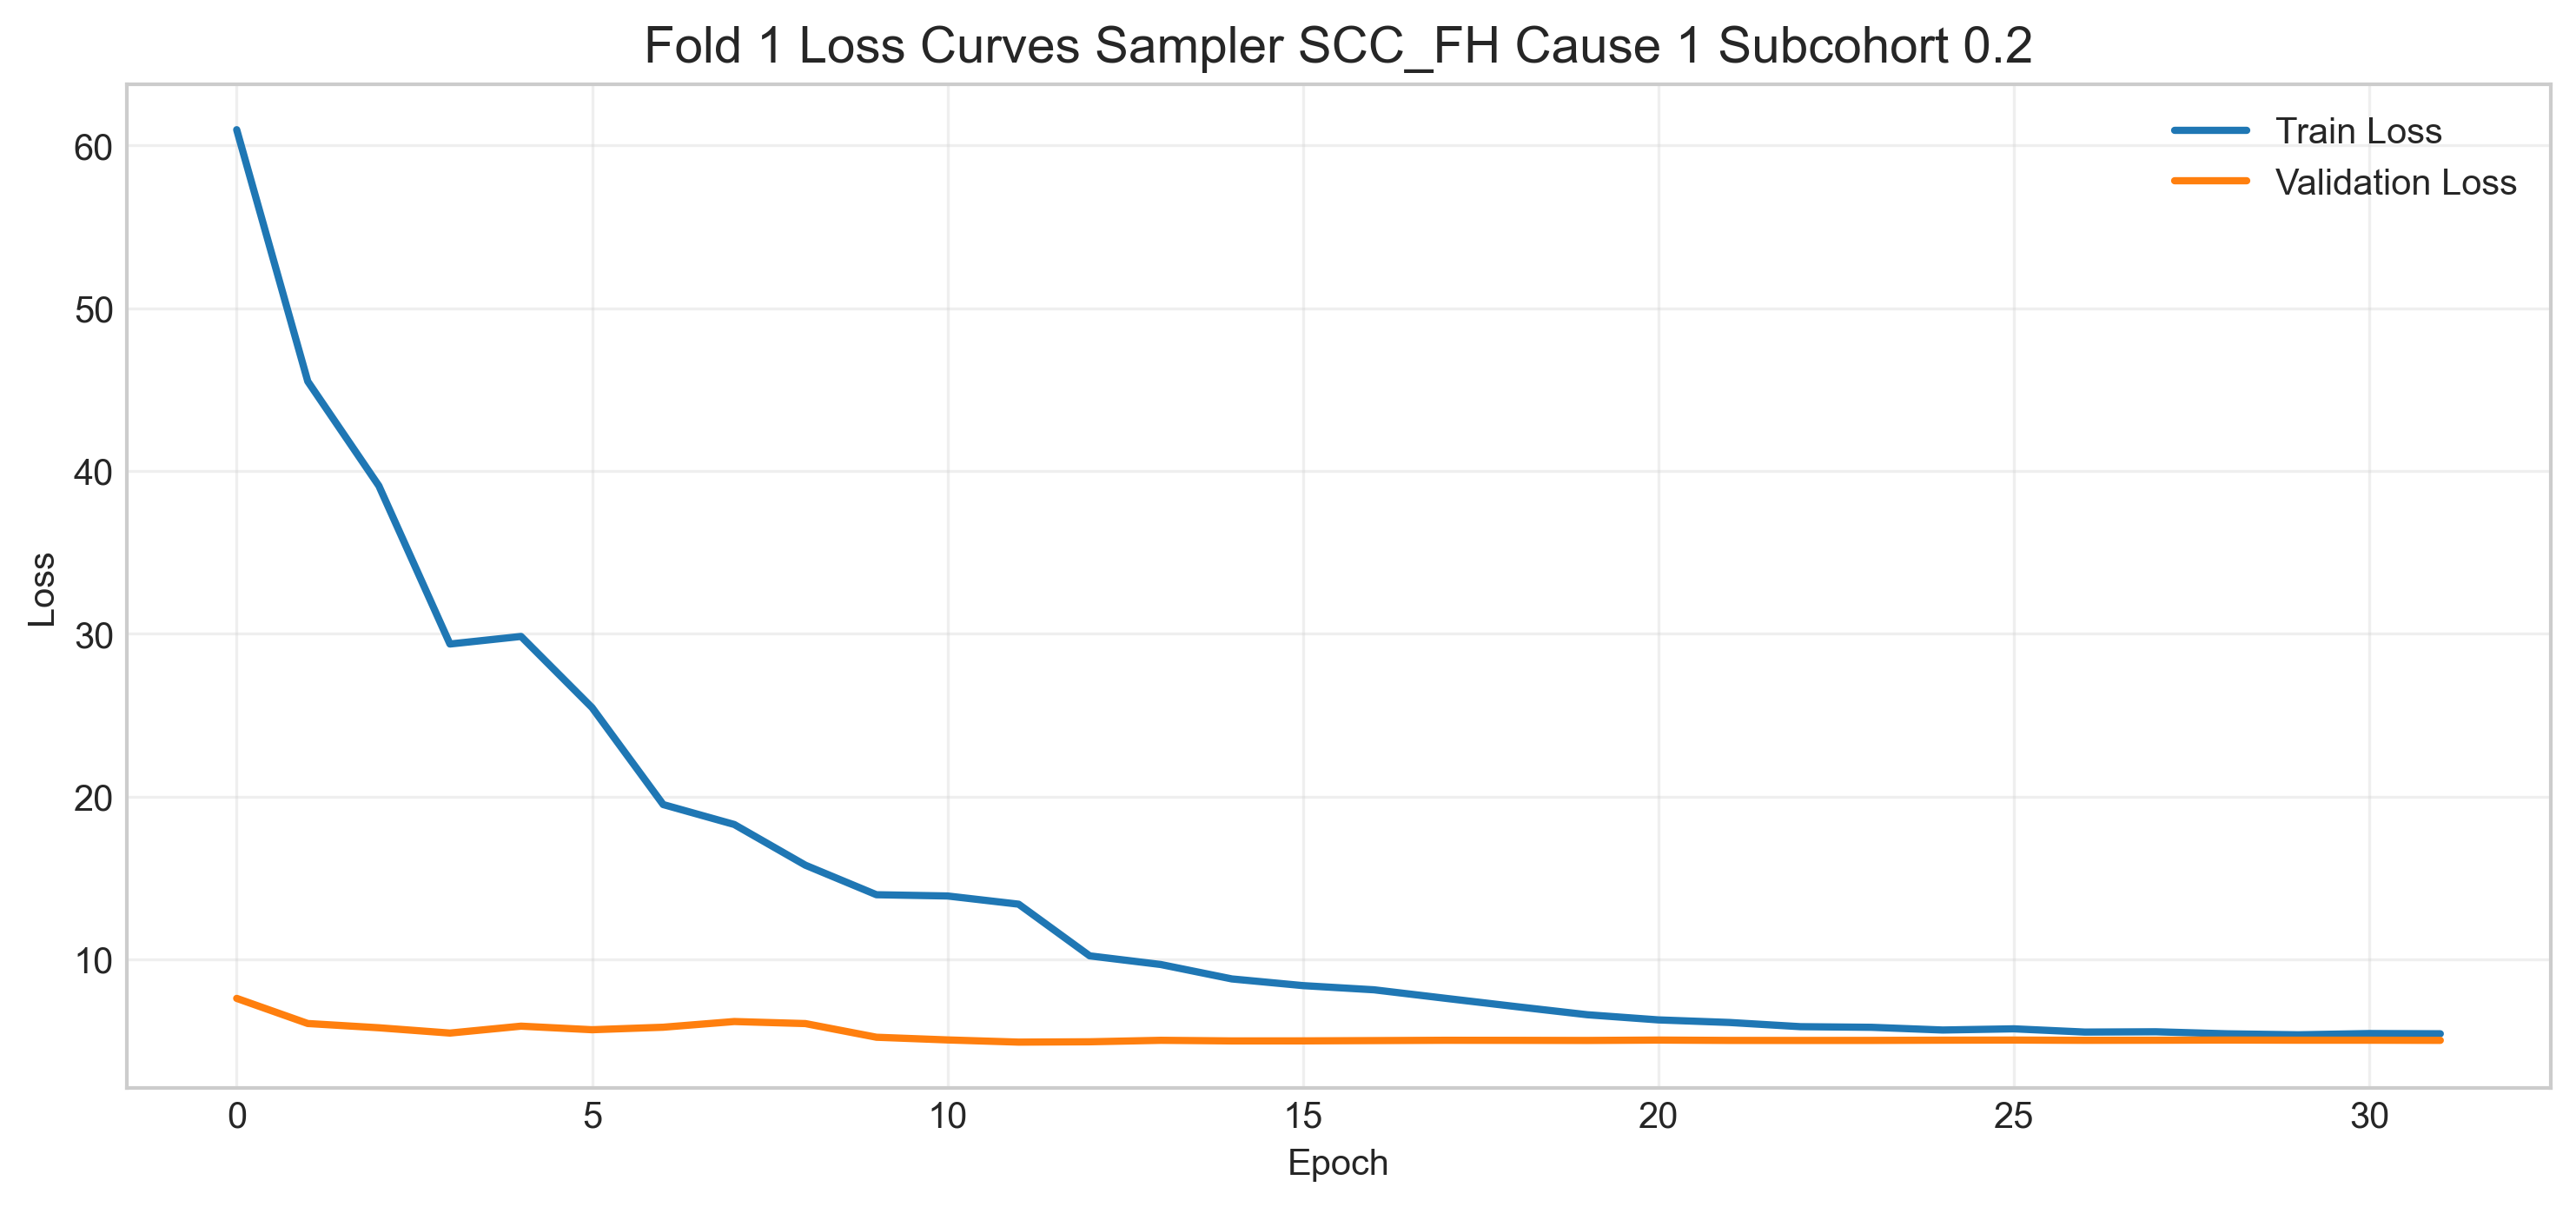 Fold 1 Loss Curves Sampler SCC_FH Cause 1 Subcohort 0.2
Train Loss
Validation Loss
60
50
40
30
20
10
Loss
0 5 10 15 20 25 30
Epoch